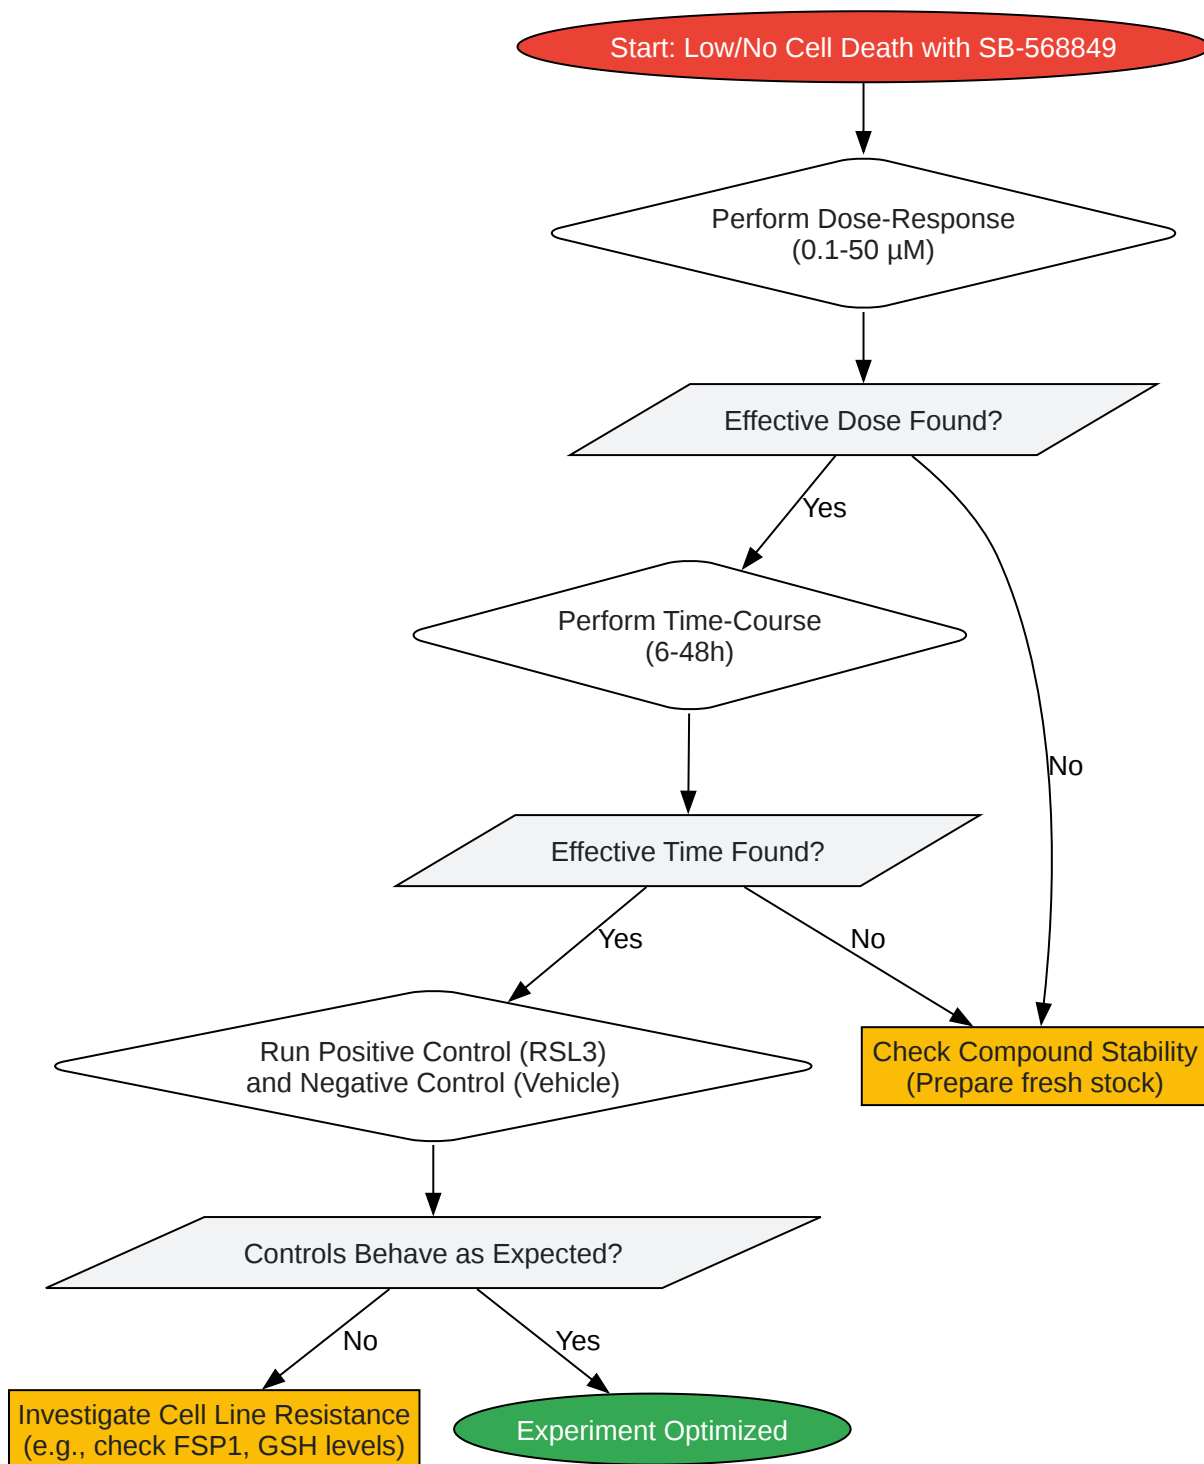 Start: Low/No Cell Death with SB-568849
Perform Dose-Response
(0.1-50 µM)
Effective Dose Found?
Yes
Perform Time-Course
(6-48h)
No
Effective Time Found?
Yes
No
Run Positive Control (RSL3)
and Negative Control (Vehicle)
Check Compound Stability
(Prepare fresh stock)
Controls Behave as Expected?
No
Yes
Investigate Cell Line Resistance
(e.g., check FSP1, GSH levels)
Experiment Optimized